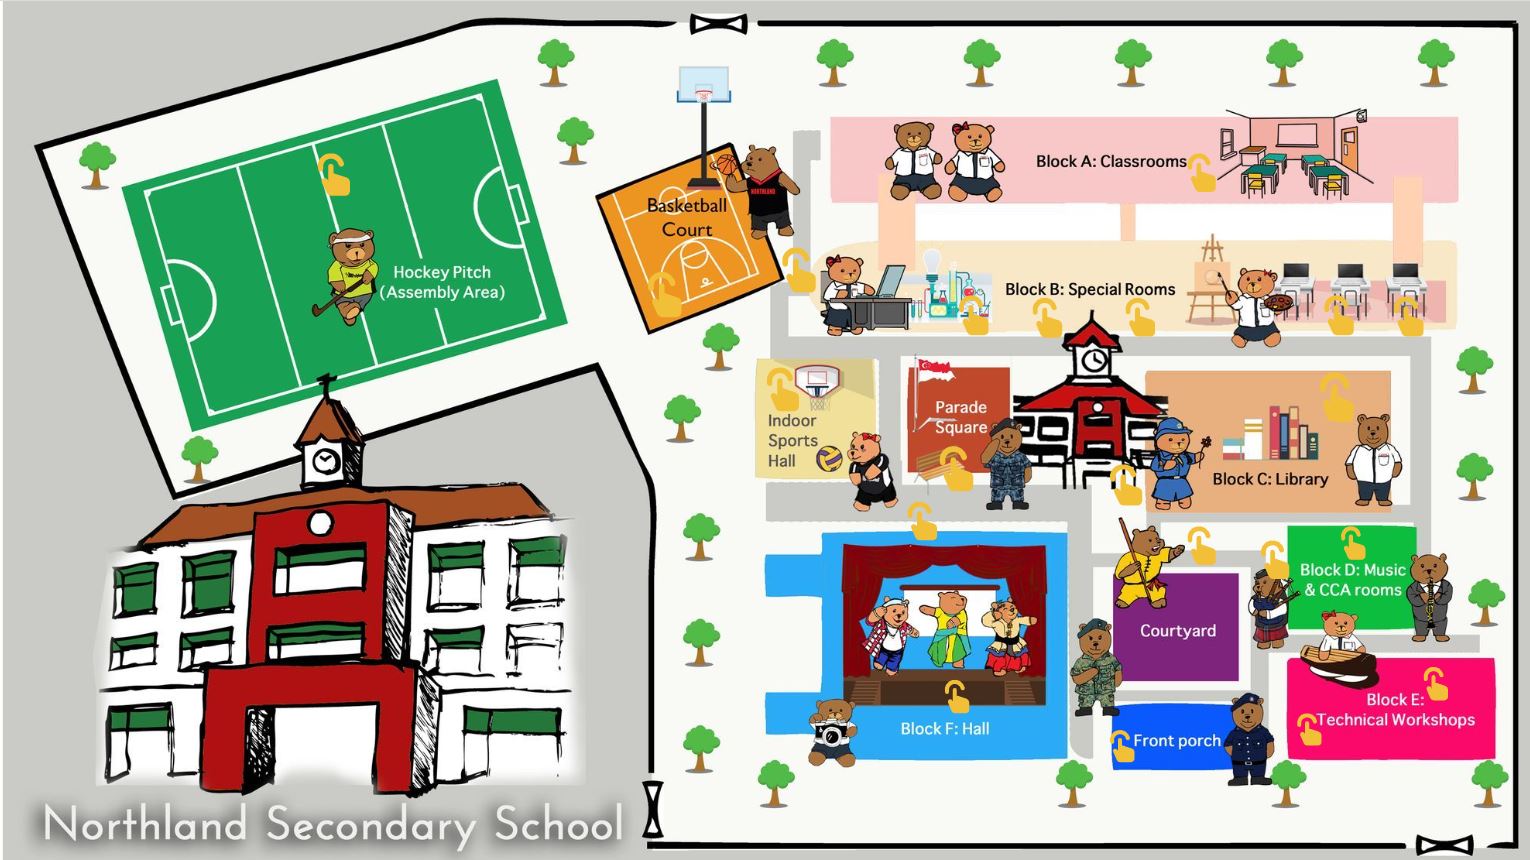 Block A: Classrooms
NORTHLAND
Basketball
Court
Hockey Pitch
(Assembly Area)
Block B: Special Rooms
Indoor
Sports
Hall
Parade
Square
Block C: Library
Block D: Music
& CCA rooms
Courtyard
Block E:
Technical Workshops
Block F: Hall
Front porch
Northland Secondary School